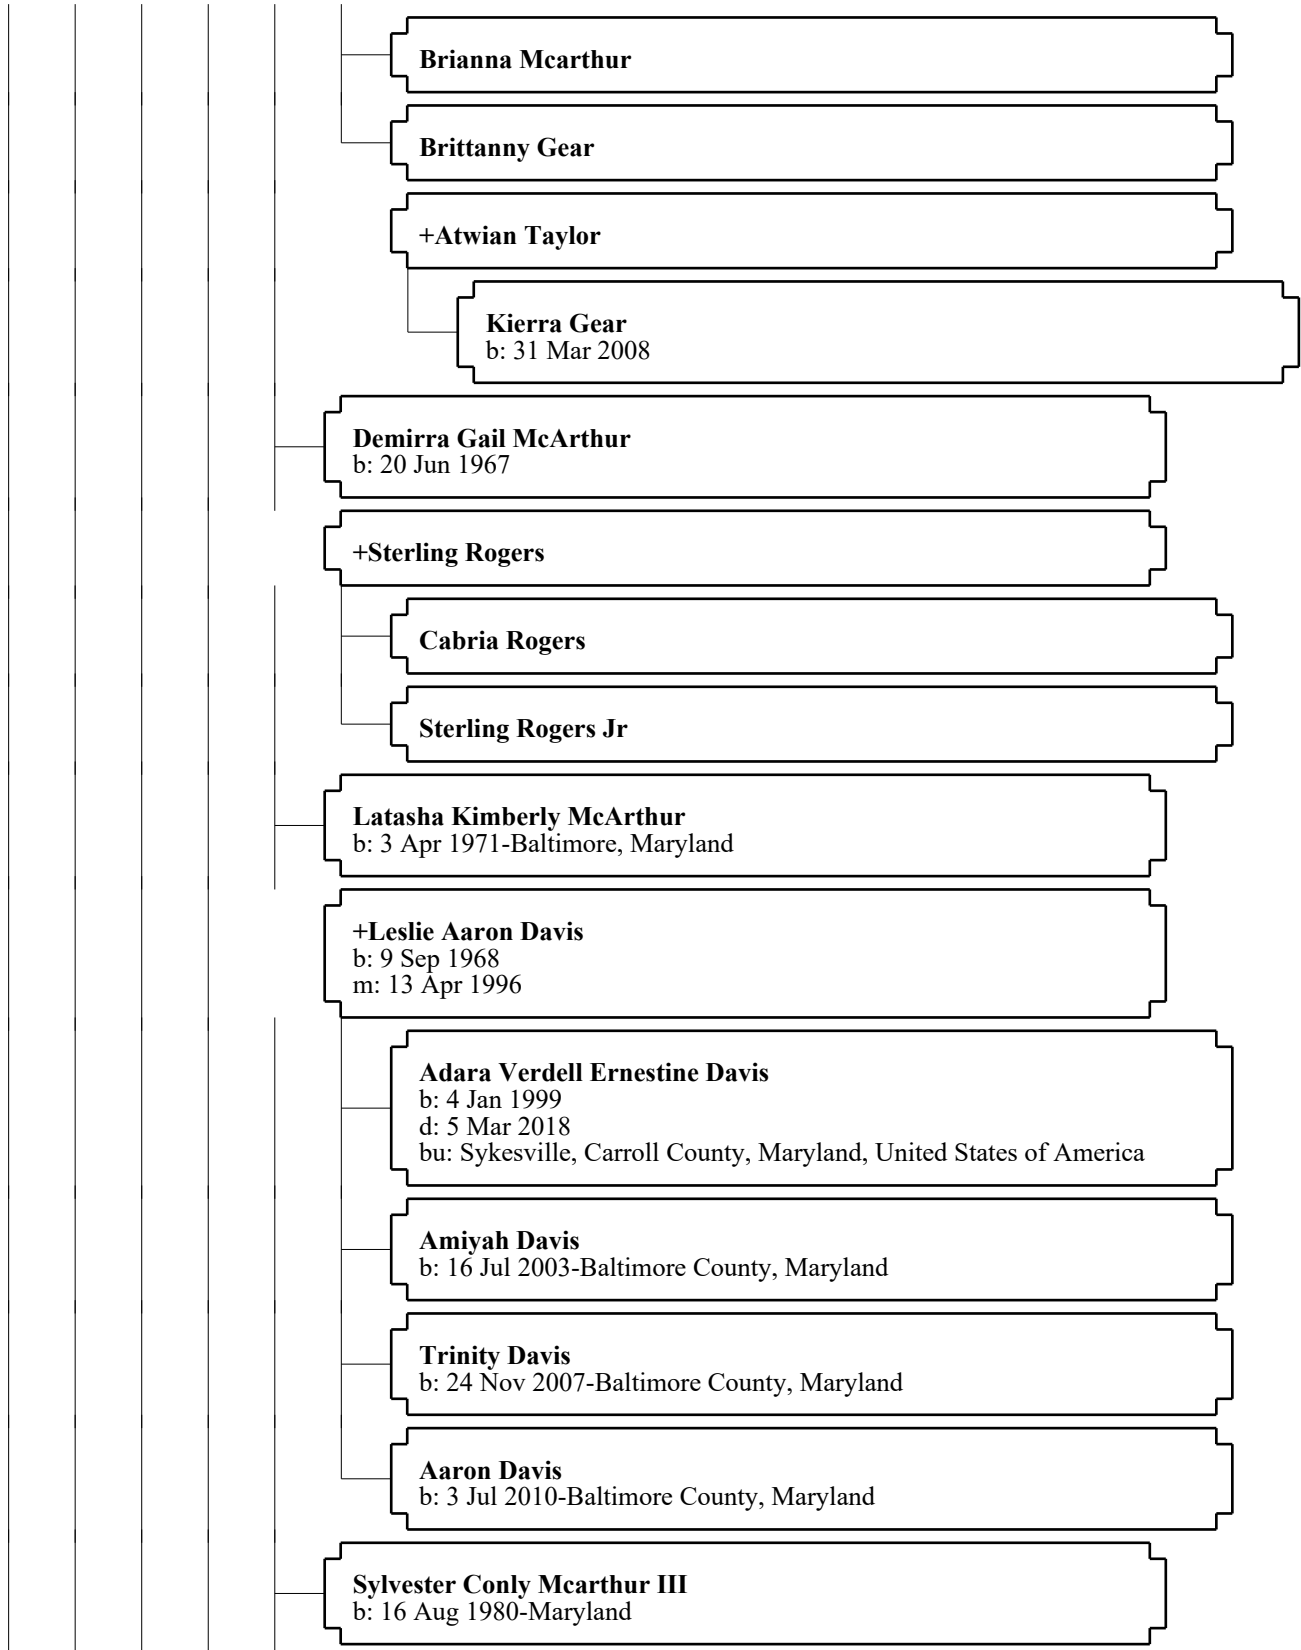 Brianna Mcarthur
Brittanny Gear
+Atwian Taylor
Kierra Gear
b: 31 Mar 2008
Demirra Gail McArthur
b: 20 Jun 1967
+Sterling Rogers
Cabria Rogers
Sterling Rogers Jr
Latasha Kimberly McArthur
b: 3 Apr 1971-Baltimore, Maryland
+Leslie Aaron Davis
b: 9 Sep 1968
m: 13 Apr 1996
Adara Verdell Ernestine Davis
b: 4 Jan 1999
d: 5 Mar 2018
bu: Sykesville, Carroll County, Maryland, United States of America
Amiyah Davis
b: 16 Jul 2003-Baltimore County, Maryland
Trinity Davis
b: 24 Nov 2007-Baltimore County, Maryland
Aaron Davis
b: 3 Jul 2010-Baltimore County, Maryland
Sylvester Conly Mcarthur III
b: 16 Aug 1980-Maryland